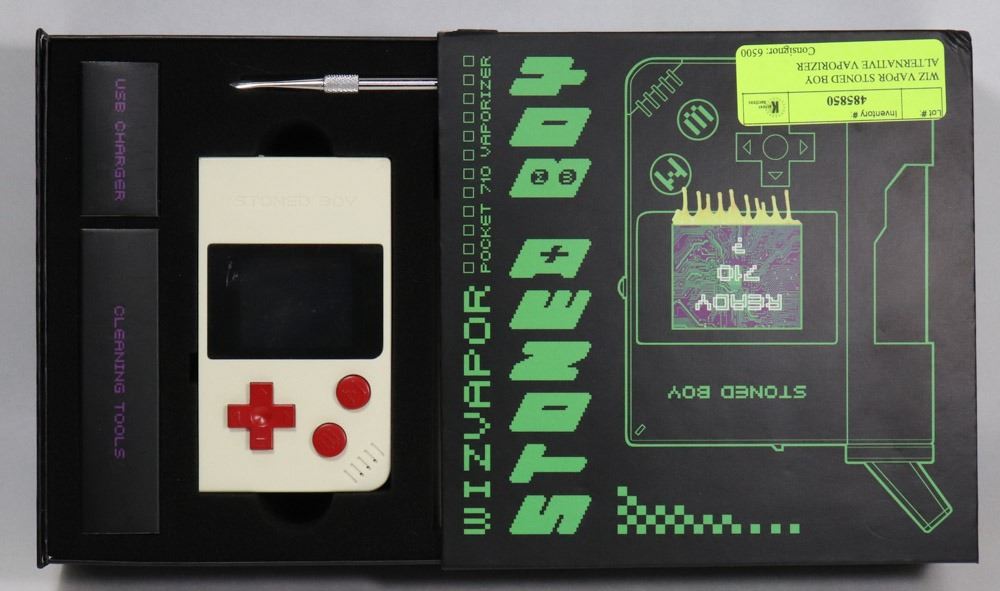 USB CHARGER
CLEANING TOOLS
STONED BOY
WIZVAPOR
POCKET 710 VAPORIZER
STONED BOY
Lot #
Inventory #:
485850
WIZ VAPOR STONED BOY
ALTERNATIVE VAPORIZER
Consignor: 6500
READY
710
?
STONED BOY